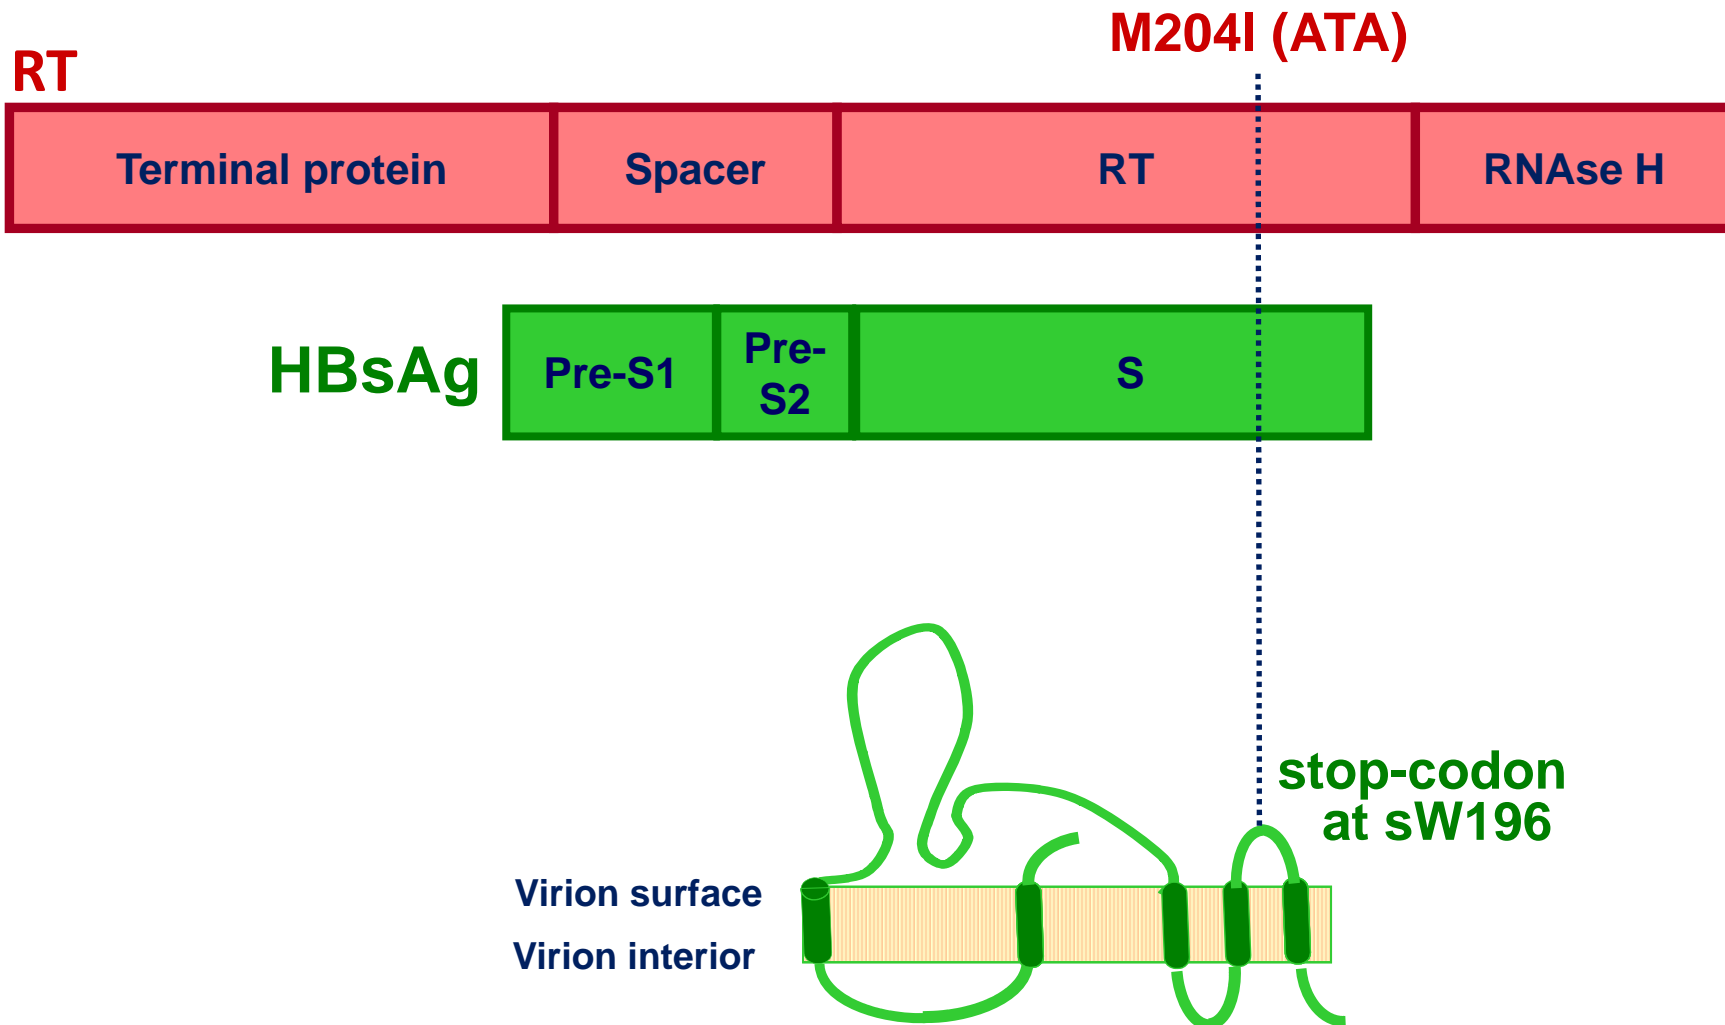 M204I (ATA)
RT
Terminal protein
Spacer
RT
RNAse H
HBsAg
Pre-S1
Pre-
S2
S
stop-codon
at sW196
Virion surface
Virion interior